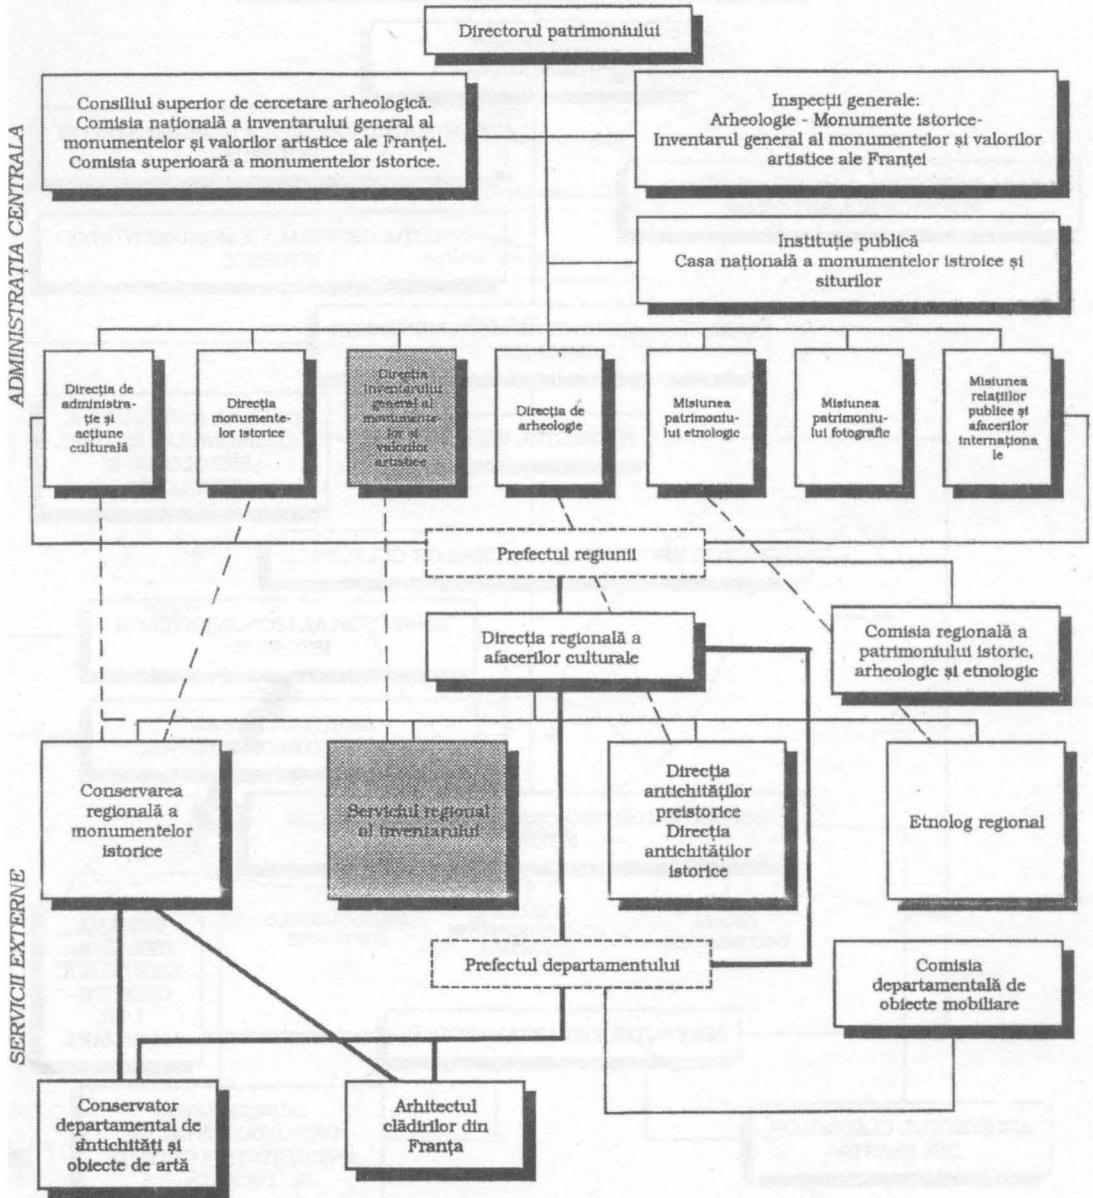 Directorul patrimoniului
Consiliul superior de cercetare arheologică.
Comisia națională a inventarului general al
monumentelor și valorilor artistice ale Franței.
Comisia superioară a monumentelor istorice.
Inspecții generale:
Arheologie - Monumente istorice-
Inventarul general al monumentelor și valorilor
artistice ale Franței
Instituție publică
Casa națională a monumentelor istroice și
siturilor
ADMINISTRAȚIA CENTRALA
Direcția de
administra-
ție și
acțiune
culturală
Direcția
monumente-
lor istorice
Direcția
inventarului
general al
monumente-
lor și
valorilor
artistice
Direcția de
arheologie
Misiunea
patrimoniu-
lui etnologic
Misiunea
patrimoniu-
lui fotografic
Misiunea
relațiilor
publice și
afacerilor
internaționa
le
Prefectul regiunii
Direcția regională a
afacerilor culturale
Comisia regională a
patrimoniului istoric,
arheologic și etnologic
Conservarea
regională a
monumentelor
istorice
Serviciul regional
al inventarului
Direcția
antichităților
preistorice
Direcția
antichităților
istorice
Etnolog regional
SERVICII EXTERNE
Prefectul departamentului
Comisia
departamentală de
obiecte mobiliare
Conservator
departamental de
antichități și
obiecte de artă
Arhitectul
clădirilor din
Franța